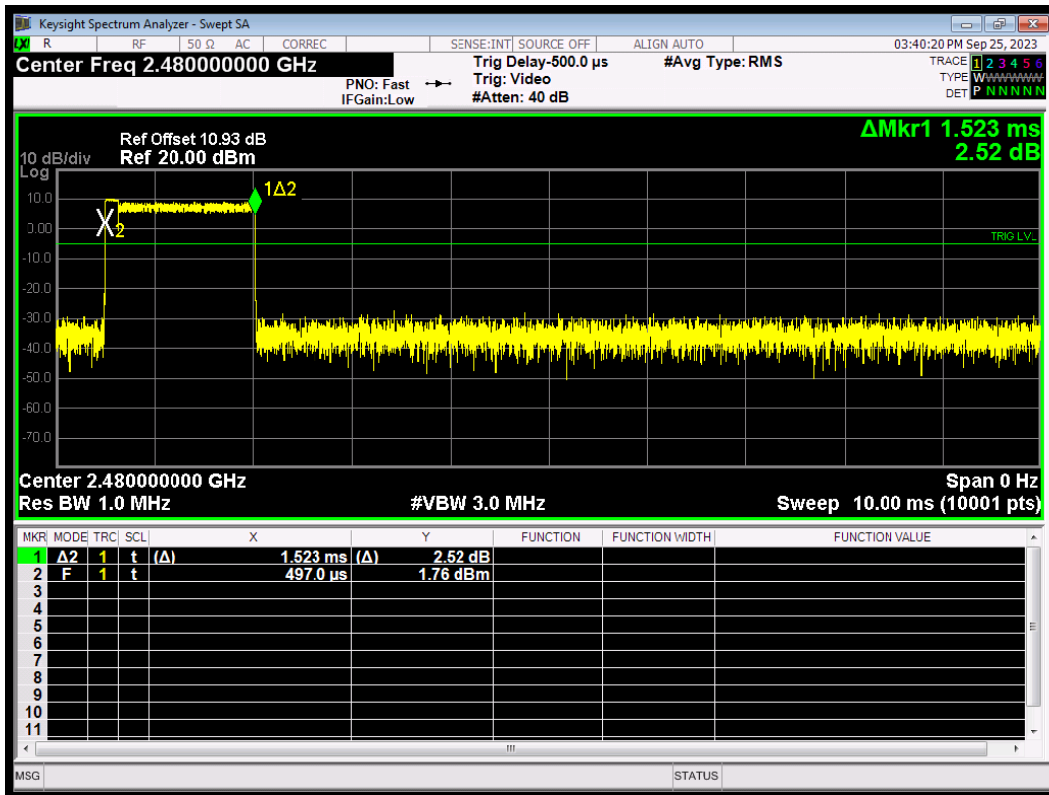 Keysight Spectrum Analyzer - Swept SA
LXI R RF 50 Ω AC CORREC SENSE:INT SOURCE OFF ALIGN AUTO 03:40:20 PM Sep 25, 2023
Center Freq 2.480000000 GHz
PNO: Fast
IFGain:Low
Trig Delay-500.0 µs
Trig: Video
#Atten: 40 dB
#Avg Type: RMS
TRACE 1 2 3 4 5 6
TYPE WWWWWW
DET P N N N N N
ΔMkr1 1.523 ms
2.52 dB
Ref Offset 10.93 dB
10 dB/div Ref 20.00 dBm
Log
10.0
0.00
-10.0
-20.0
-30.0
-40.0
-50.0
-60.0
-70.0
1Δ2
X2
TRIG LVL
Center 2.480000000 GHz Span 0 Hz
Res BW 1.0 MHz #VBW 3.0 MHz Sweep 10.00 ms (10001 pts)
MKR MODE TRC SCL X Y FUNCTION FUNCTION WIDTH FUNCTION VALUE
1 Δ2 1 t (Δ) 1.523 ms (Δ) 2.52 dB
2 F 1 t 497.0 µs 1.76 dBm
3
4
5
6
7
8
9
10
11
MSG STATUS